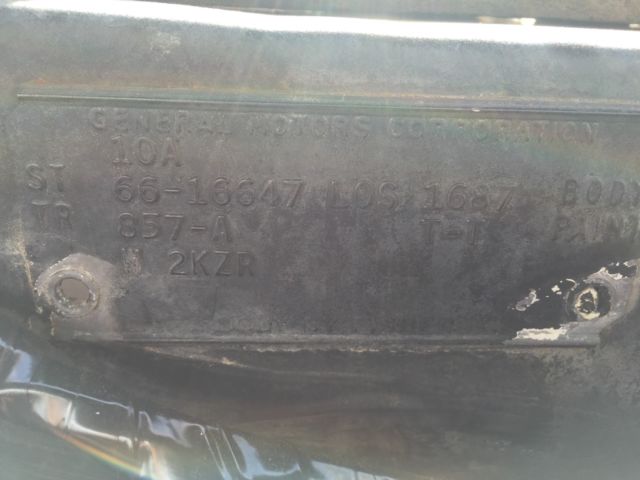 GENERAL MOTORS CORPORATION
10A
ST 66-16647 LOS 1687 BODY
TR 857-A T-T PAINT
2KZR